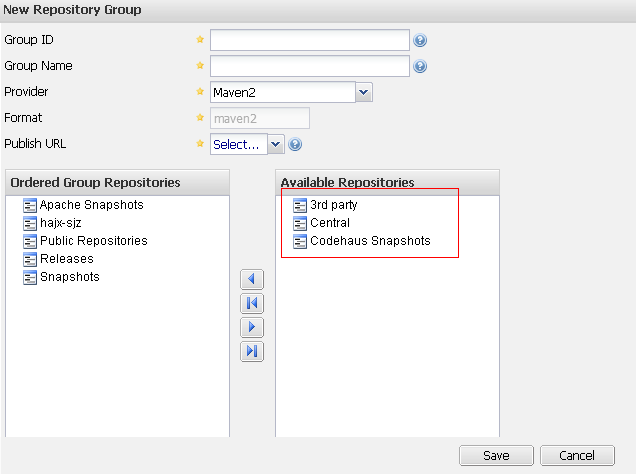 New Repository Group
Group ID
Group Name
Provider Maven2
Format maven2
Publish URL Select...
Ordered Group Repositories
Apache Snapshots
hajx-sjz
Public Repositories
Releases
Snapshots
Available Repositories
3rd party
Central
Codehaus Snapshots
Save Cancel